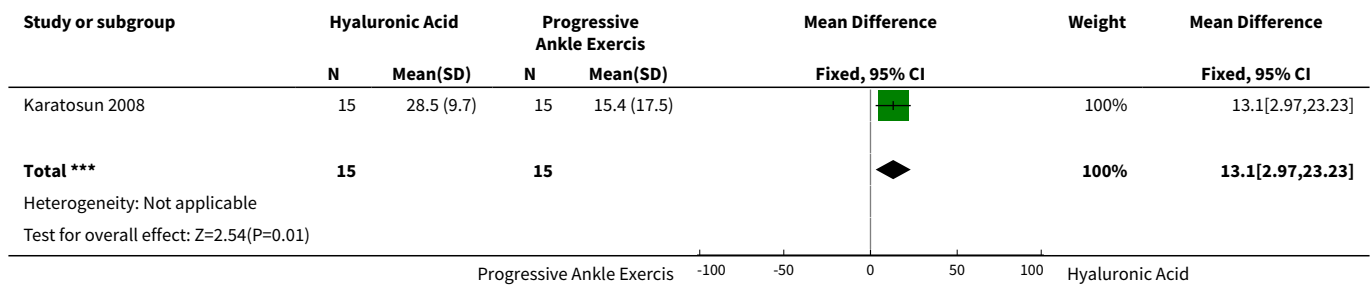 Study or subgroup Hyaluronic Acid Progressive Ankle Exercis Mean Difference Weight Mean Difference
N Mean(SD) N Mean(SD) Fixed, 95% CI Fixed, 95% CI
Karatosun 2008 15 28.5 (9.7) 15 15.4 (17.5) 100% 13.1[2.97,23.23]
Total *** 15 15 100% 13.1[2.97,23.23]
Heterogeneity: Not applicable
Test for overall effect: Z=2.54(P=0.01)
Progressive Ankle Exercis -100 -50 0 50 100 Hyaluronic Acid